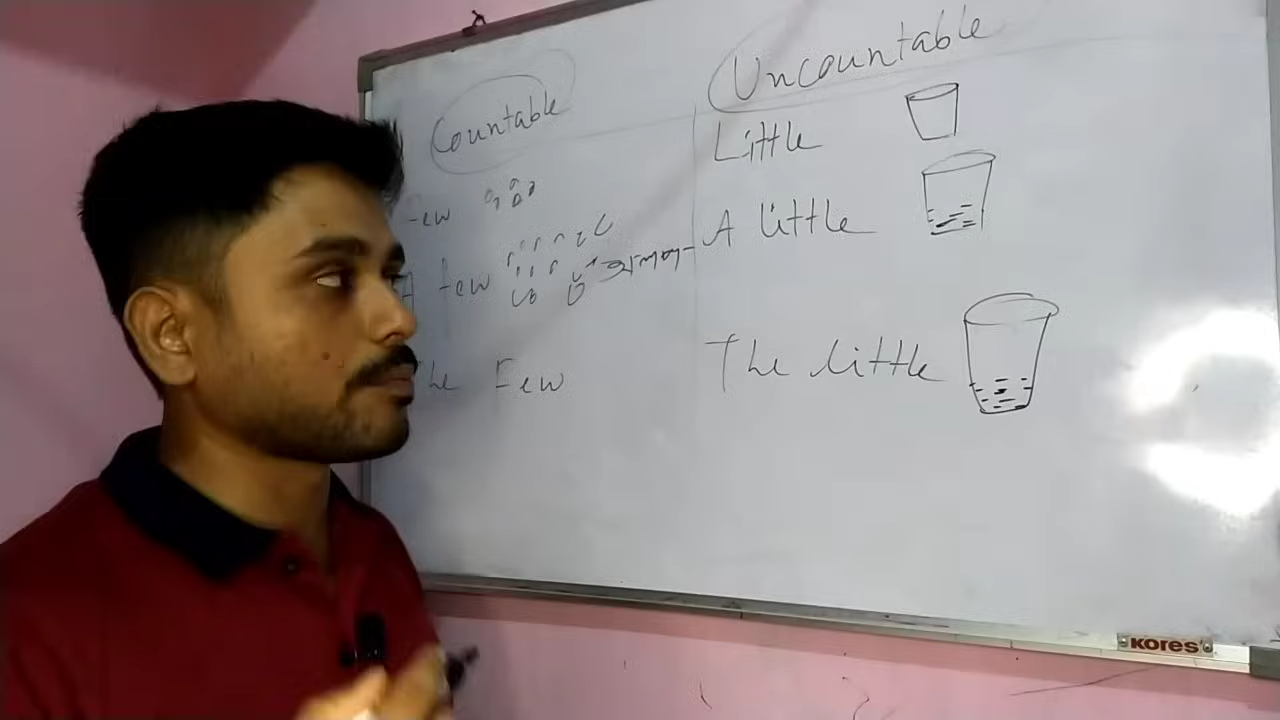 Countable
Uncountable
Few
Little
A few
A little
The Few
The little
KORES